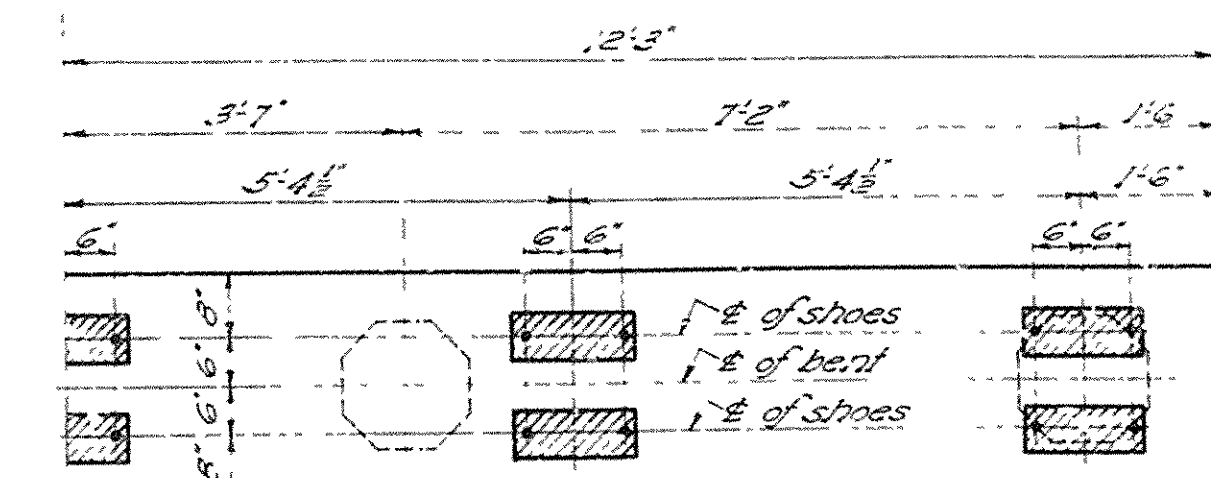 12'-3"
3'-7" 7'-2" 1'-6
5'-4½" 5'-4½" 1'-6"
6" 6" 6" 6" 6"
8"
℄ of shoes
6"
℄ of bent
6"
℄ of shoes
8"